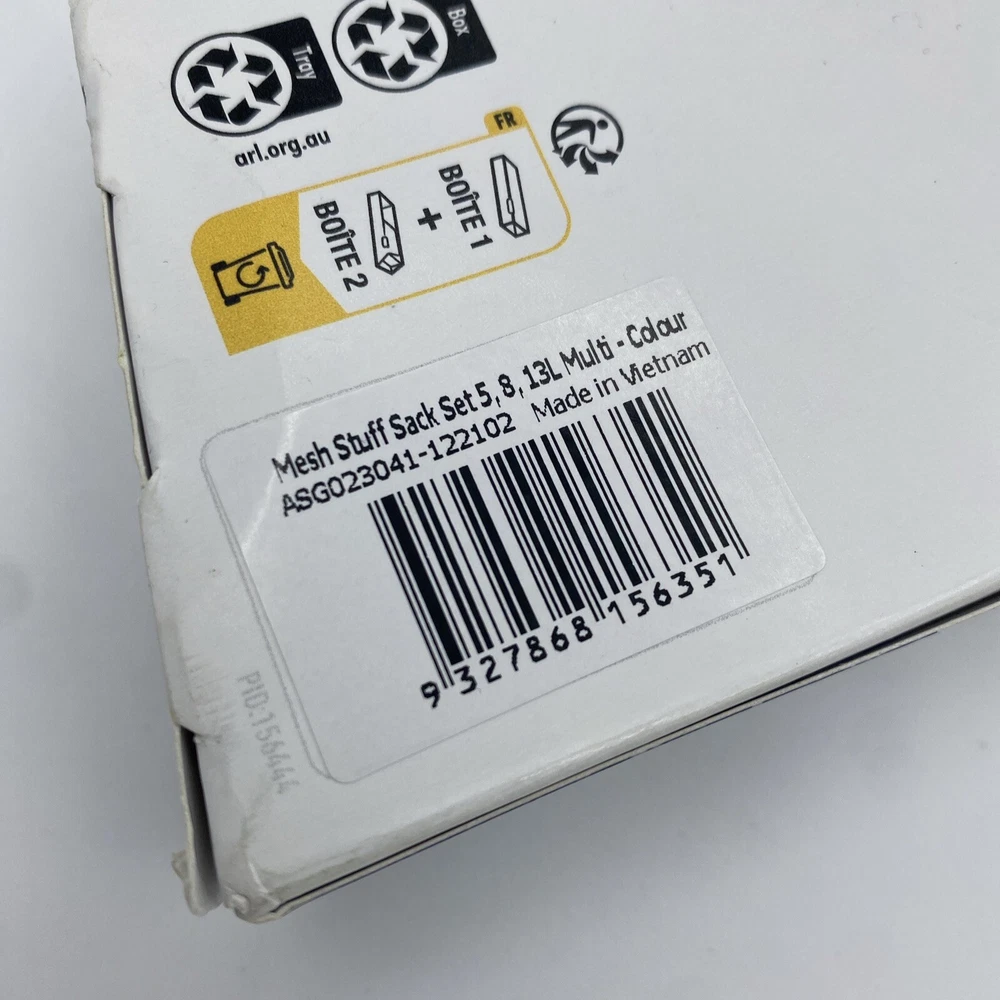 Tray
Box
arl.org.au
FR
BOÎTE 2
+
BOÎTE 1
Mesh Stuff Sack Set 5, 8, 13L Multi - Colour
ASG023041-122102 Made in Vietnam
9 327868 156351
PID:156444